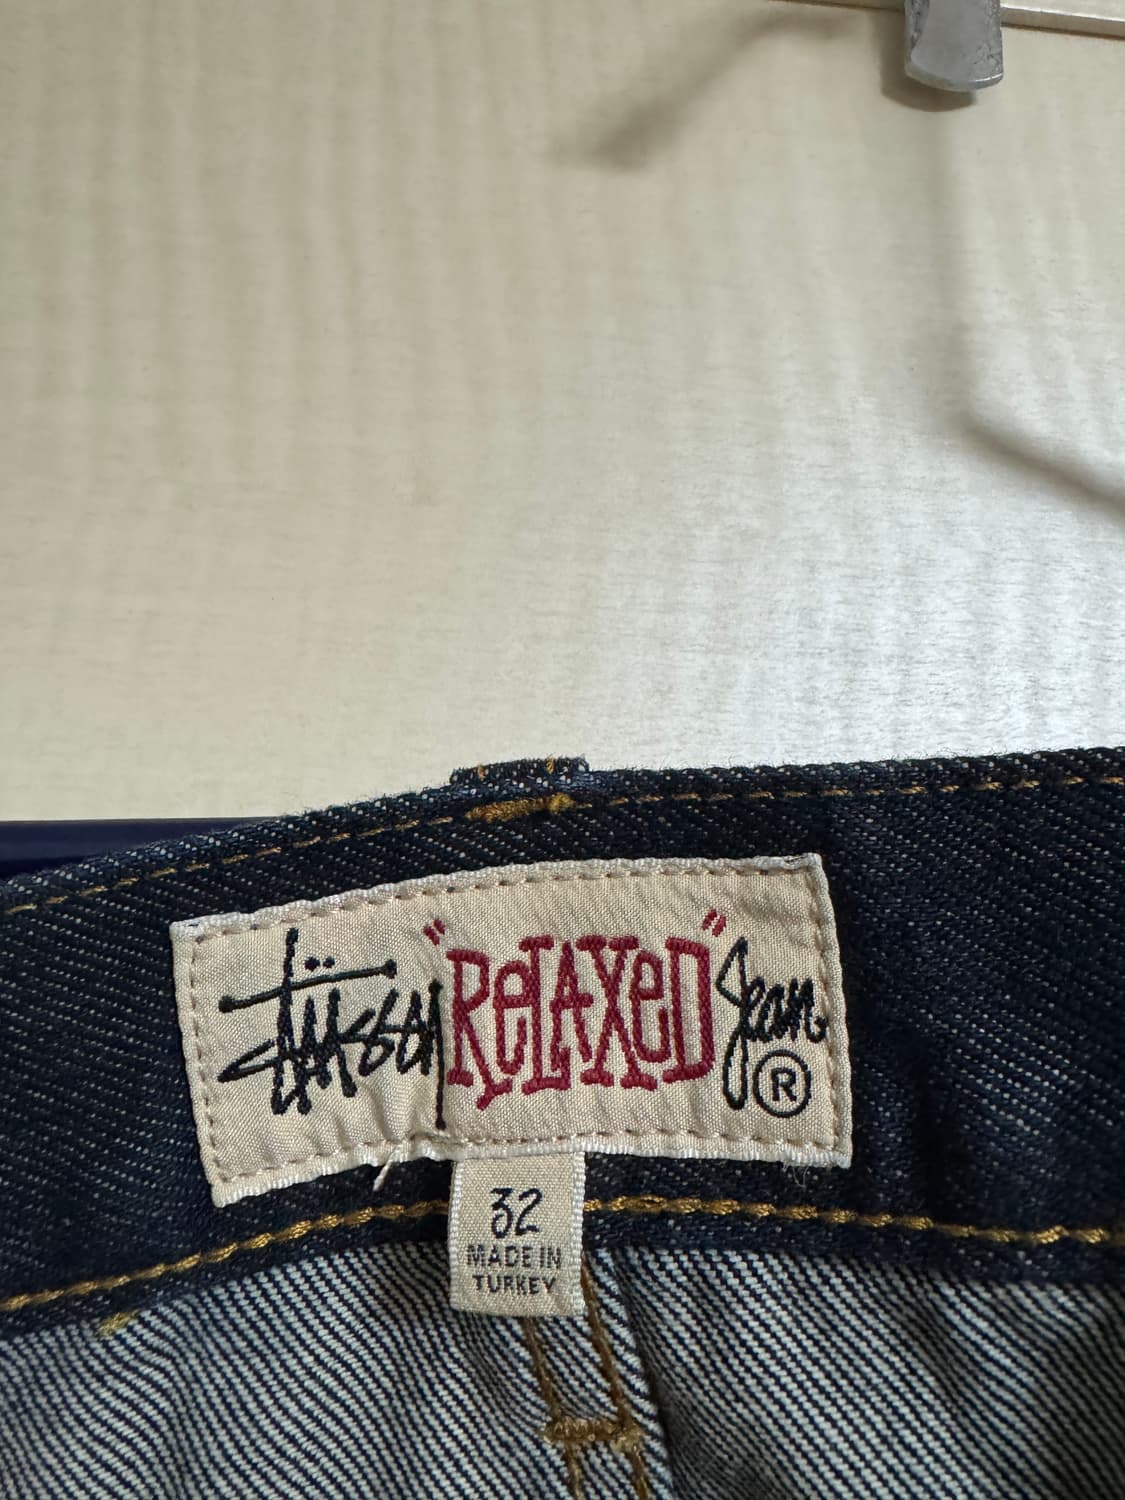 Stüssy "RELAXED" Jean ®
32
MADE IN
TURKEY